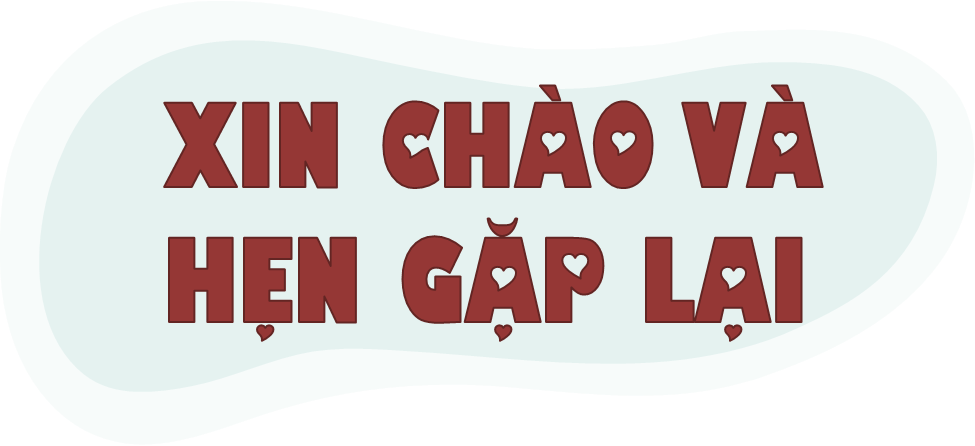 XIN CHÀO VÀ
HẸN GẶP LẠI